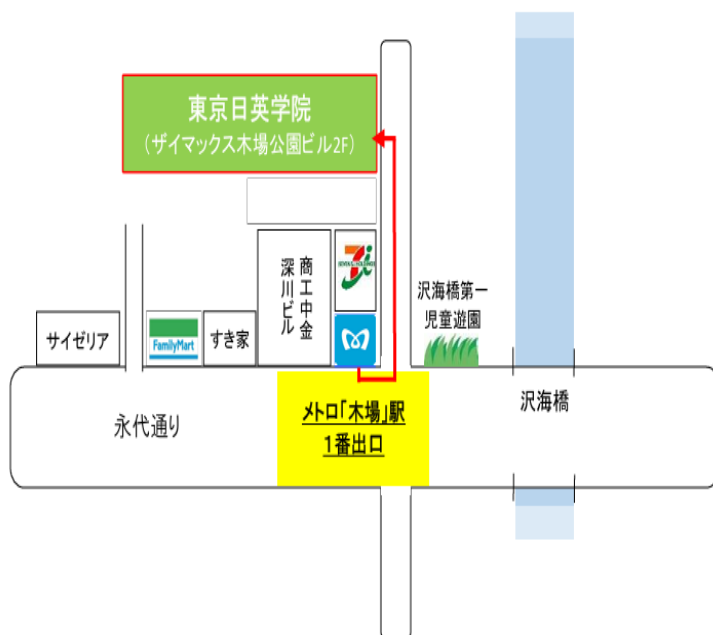 東京日英学院
（ザイマックス木場公園ビル2F）
商工中金
深川ビル
SEVEN & i HOLDINGS
沢海橋第一
児童遊園
サイゼリア
FamilyMart
すき家
永代通り
メトロ「木場」駅
1番出口
沢海橋